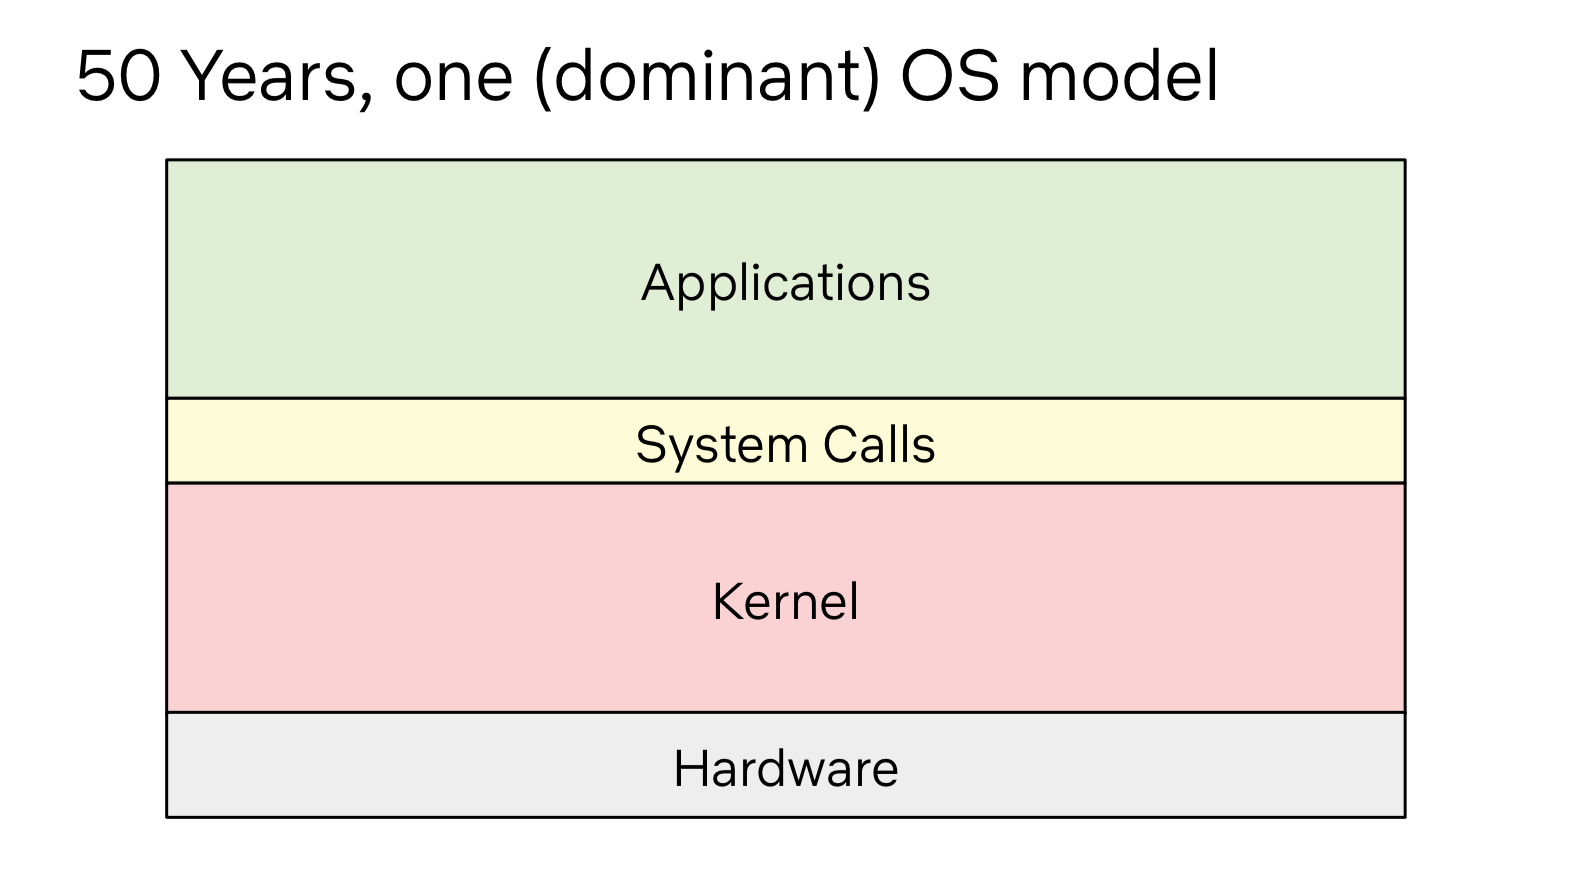 50 Years, one (dominant) OS model
Applications
System Calls
Kernel
Hardware